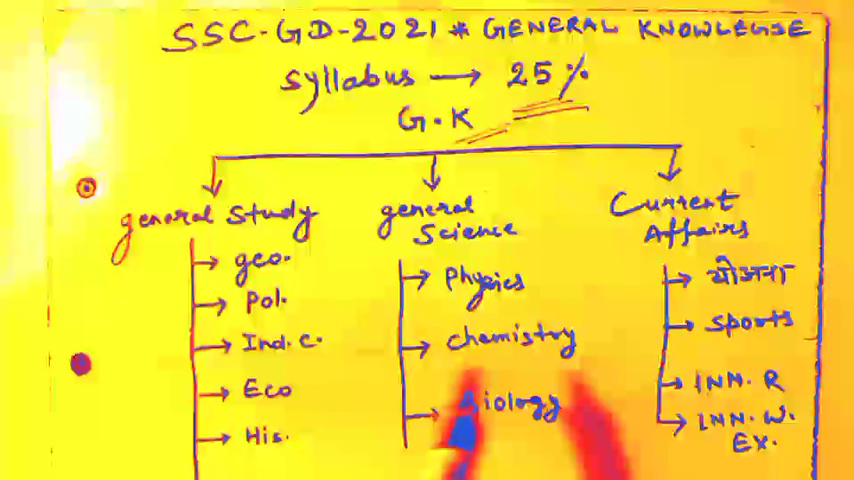 SSC-GD-2021 * GENERAL KNOWLEGSE
Syllabus → 25%
G.K
general Study
geo.
Pol.
Ind. C.
Eco
His.
general
Science
Physics
Chemistry
Biology
Current
Affairs
योजना
Sports
INN. R
INN. W.
EX.